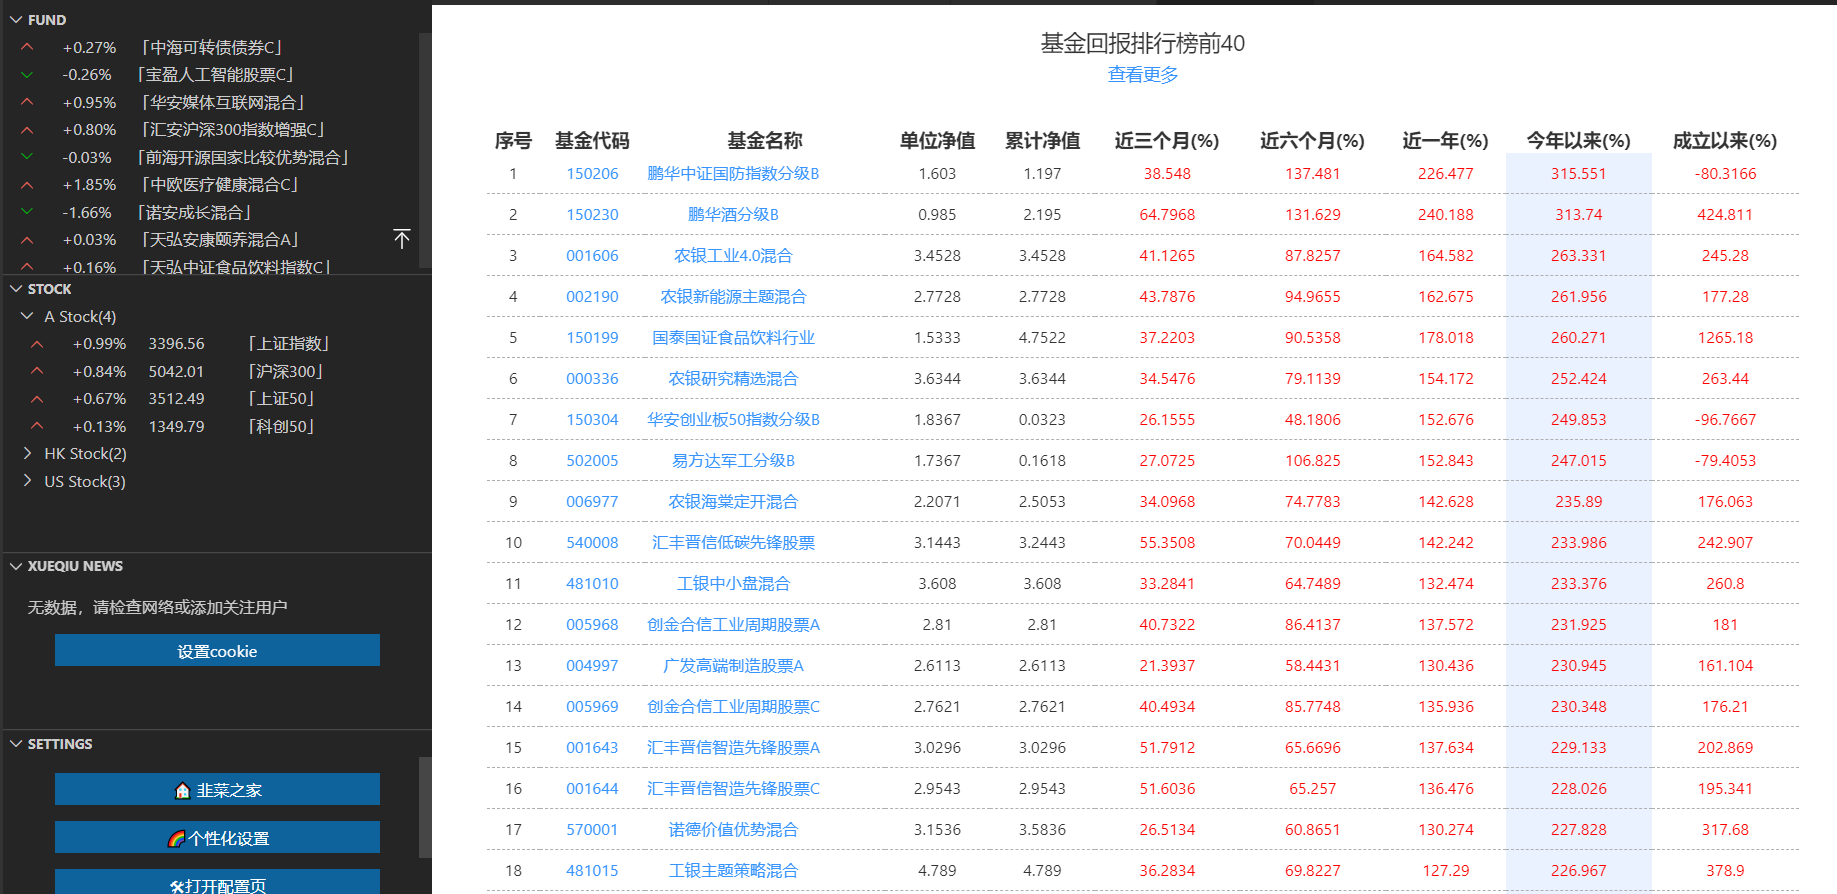 FUND
+0.27% 「中海可转债债券C」
-0.26% 「宝盈人工智能股票C」
+0.95% 「华安媒体互联网混合」
+0.80% 「汇安沪深300指数增强C」
-0.03% 「前海开源国家比较优势混合」
+1.85% 「中欧医疗健康混合C」
-1.66% 「诺安成长混合」
+0.03% 「天弘安康颐养混合A」
+0.16% 「天弘中证食品饮料指数C」
STOCK
A Stock(4)
+0.99% 3396.56 「上证指数」
+0.84% 5042.01 「沪深300」
+0.67% 3512.49 「上证50」
+0.13% 1349.79 「科创50」
HK Stock(2)
US Stock(3)
XUEQIU NEWS
无数据，请检查网络或添加关注用户
设置cookie
SETTINGS
韭菜之家
个性化设置
打开配置页
基金回报排行榜前40
查看更多
序号 基金代码 基金名称 单位净值 累计净值 近三个月(%) 近六个月(%) 近一年(%) 今年以来(%) 成立以来(%)
1 150206 鹏华中证国防指数分级B 1.603 1.197 38.548 137.481 226.477 315.551 -80.3166
2 150230 鹏华酒分级B 0.985 2.195 64.7968 131.629 240.188 313.74 424.811
3 001606 农银工业4.0混合 3.4528 3.4528 41.1265 87.8257 164.582 263.331 245.28
4 002190 农银新能源主题混合 2.7728 2.7728 43.7876 94.9655 162.675 261.956 177.28
5 150199 国泰国证食品饮料行业 1.5333 4.7522 37.2203 90.5358 178.018 260.271 1265.18
6 000336 农银研究精选混合 3.6344 3.6344 34.5476 79.1139 154.172 252.424 263.44
7 150304 华安创业板50指数分级B 1.8367 0.0323 26.1555 48.1806 152.676 249.853 -96.7667
8 502005 易方达军工分级B 1.7367 0.1618 27.0725 106.825 152.843 247.015 -79.4053
9 006977 农银海棠定开混合 2.2071 2.5053 34.0968 74.7783 142.628 235.89 176.063
10 540008 汇丰晋信低碳先锋股票 3.1443 3.2443 55.3508 70.0449 142.242 233.986 242.907
11 481010 工银中小盘混合 3.608 3.608 33.2841 64.7489 132.474 233.376 260.8
12 005968 创金合信工业周期股票A 2.81 2.81 40.7322 86.4137 137.572 231.925 181
13 004997 广发高端制造股票A 2.6113 2.6113 21.3937 58.4431 130.436 230.945 161.104
14 005969 创金合信工业周期股票C 2.7621 2.7621 40.4934 85.7748 135.936 230.348 176.21
15 001643 汇丰晋信智造先锋股票A 3.0296 3.0296 51.7912 65.6696 137.634 229.133 202.869
16 001644 汇丰晋信智造先锋股票C 2.9543 2.9543 51.6036 65.257 136.476 228.026 195.341
17 570001 诺德价值优势混合 3.1536 3.5836 26.5134 60.8651 130.274 227.828 317.68
18 481015 工银主题策略混合 4.789 4.789 36.2834 69.8227 127.29 226.967 378.9